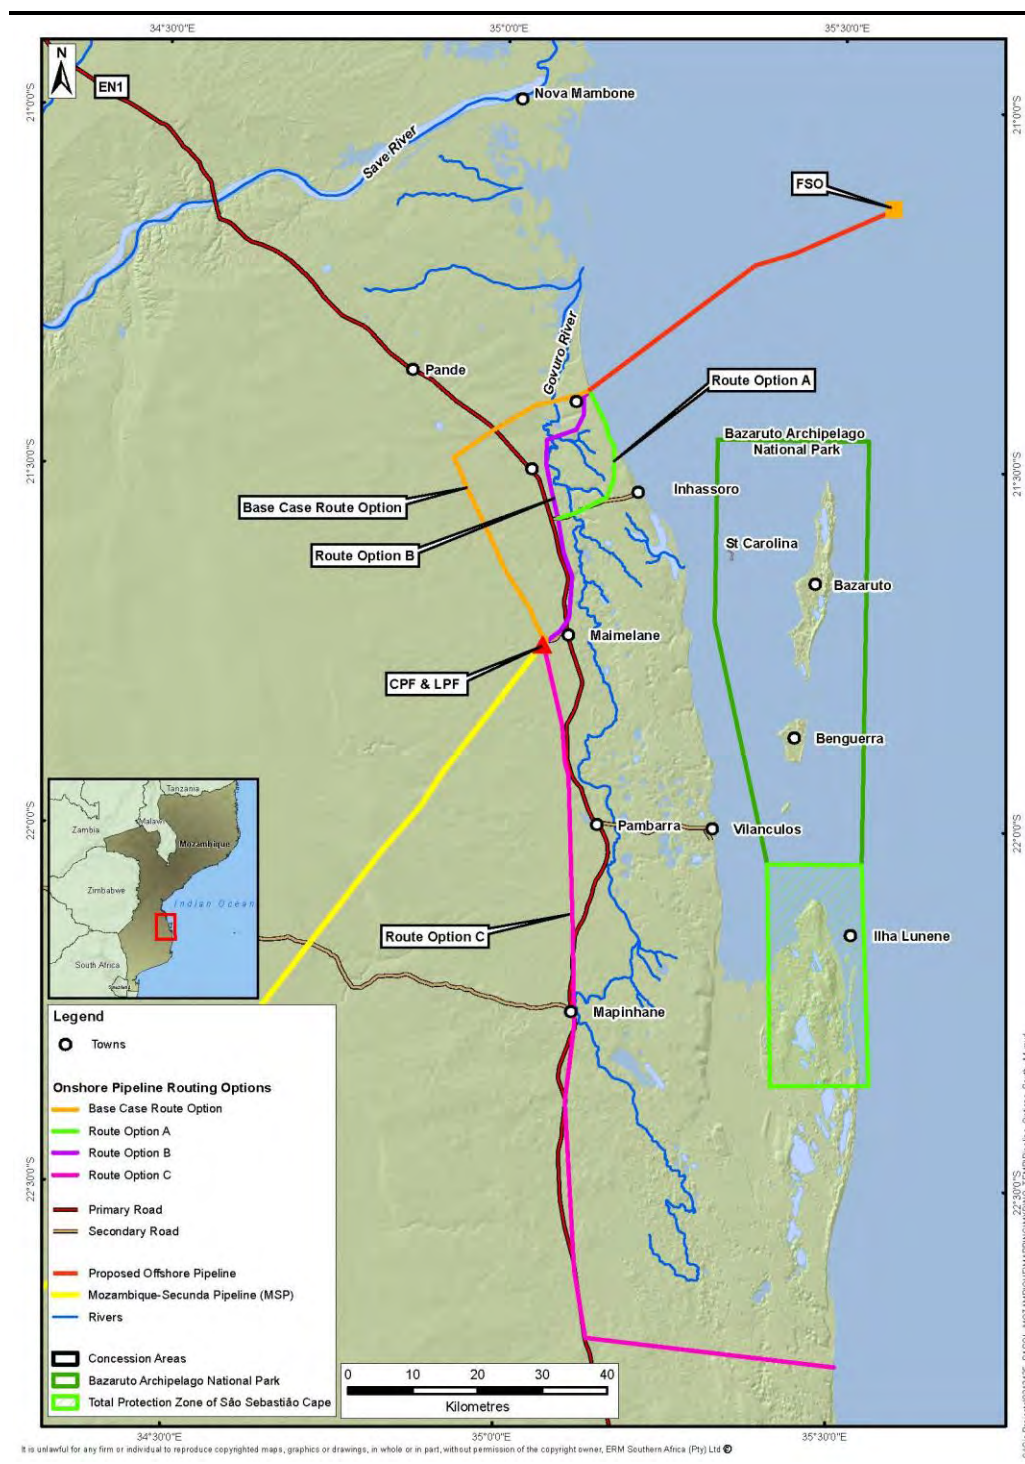 34°30'0"E
35°0'0"E
35°30'0"E
N
EN1
Nova Mambone
21°0'0"S
21°0'0"S
Save River
FSO
Govuro River
Pande
Route Option A
Bazaruto Archipelago
National Park
21°30'0"S
21°30'0"S
Inhassoro
Base Case Route Option
Route Option B
St Carolina
Bazaruto
Maimelane
CPF & LPF
Benguerra
Tanzania
Zambia
Malawi
Mozambique
Zimbabwe
Indian Ocean
South Africa
Swaziland
22°0'0"S
22°0'0"S
Pambarra
Vilanculos
Route Option C
Ilha Lunene
Mapinhane
Legend
Towns
Onshore Pipeline Routing Options
Base Case Route Option
Route Option A
Route Option B
Route Option C
Primary Road
Secondary Road
Proposed Offshore Pipeline
Mozambique-Secunda Pipeline (MSP)
Rivers
Concession Areas
Bazaruto Archipelago National Park
Total Protection Zone of São Sebastião Cape
22°30'0"S
22°30'0"S
0 10 20 30 40
Kilometres
34°30'0"E
35°0'0"E
35°30'0"E
It is unlawful for any firm or individual to reproduce copyrighted maps, graphics or drawings, in whole or in part, without permission of the copyright owner, ERM Southern Africa (Pty) Ltd ©